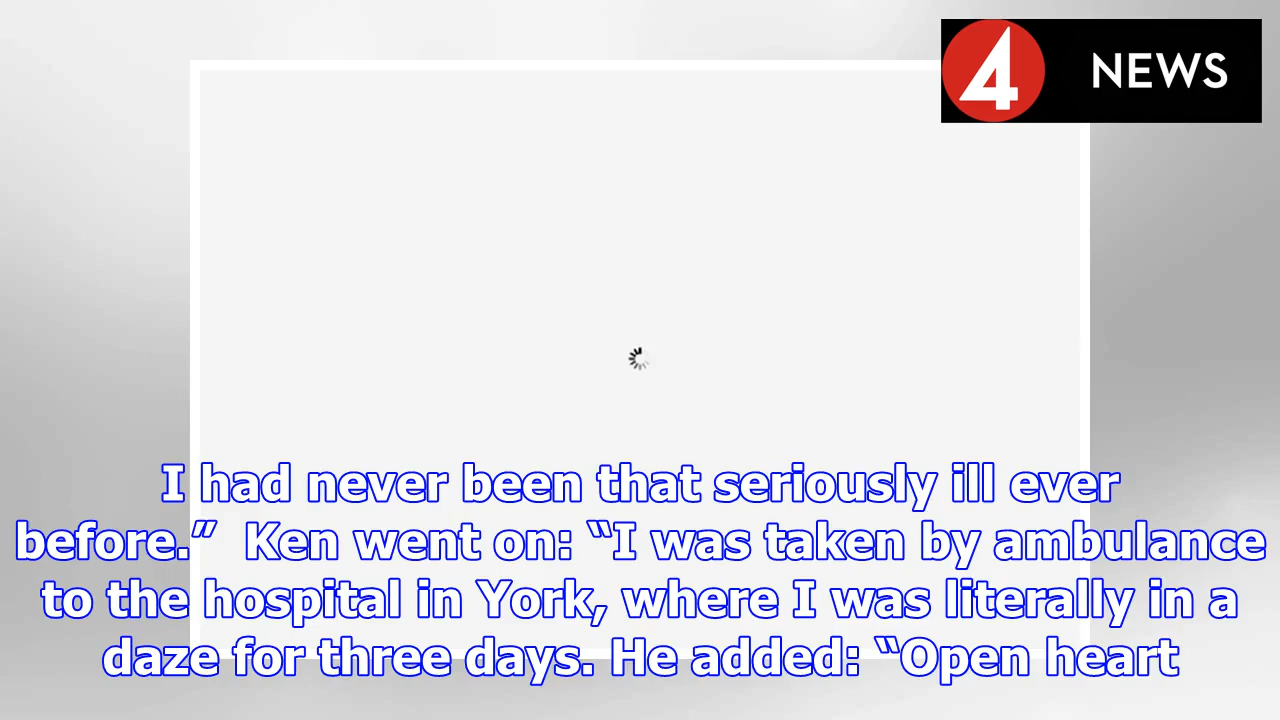 4 NEWS
I had never been that seriously ill ever
before.”  Ken went on: “I was taken by ambulance
to the hospital in York, where I was literally in a
daze for three days. He added: “Open heart